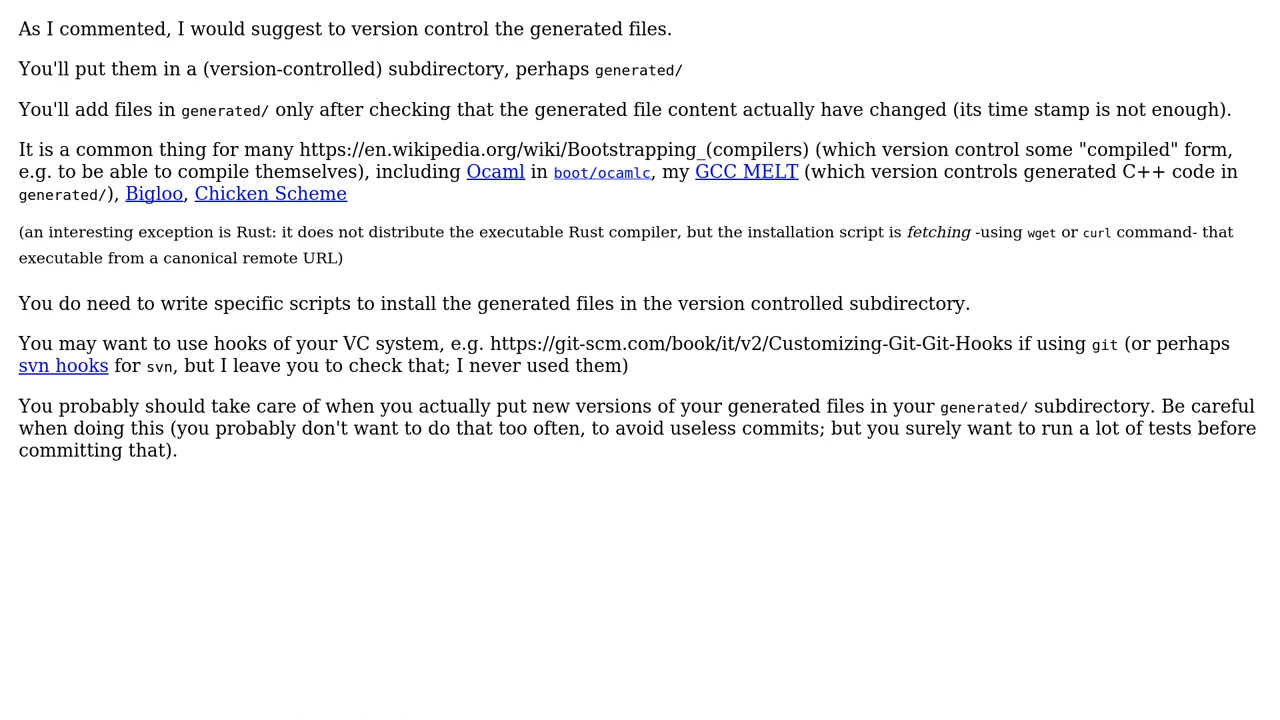 As I commented, I would suggest to version control the generated files.
You'll put them in a (version-controlled) subdirectory, perhaps generated/
You'll add files in generated/ only after checking that the generated file content actually have changed (its time stamp is not enough).
It is a common thing for many https://en.wikipedia.org/wiki/Bootstrapping_(compilers) (which version control some "compiled" form,
e.g. to be able to compile themselves), including Ocaml in boot/ocamlc, my GCC MELT (which version controls generated C++ code in
generated/), Bigloo, Chicken Scheme
(an interesting exception is Rust: it does not distribute the executable Rust compiler, but the installation script is fetching -using wget or curl command- that
executable from a canonical remote URL)
You do need to write specific scripts to install the generated files in the version controlled subdirectory.
You may want to use hooks of your VC system, e.g. https://git-scm.com/book/it/v2/Customizing-Git-Git-Hooks if using git (or perhaps
svn hooks for svn, but I leave you to check that; I never used them)
You probably should take care of when you actually put new versions of your generated files in your generated/ subdirectory. Be careful
when doing this (you probably don't want to do that too often, to avoid useless commits; but you surely want to run a lot of tests before
committing that).